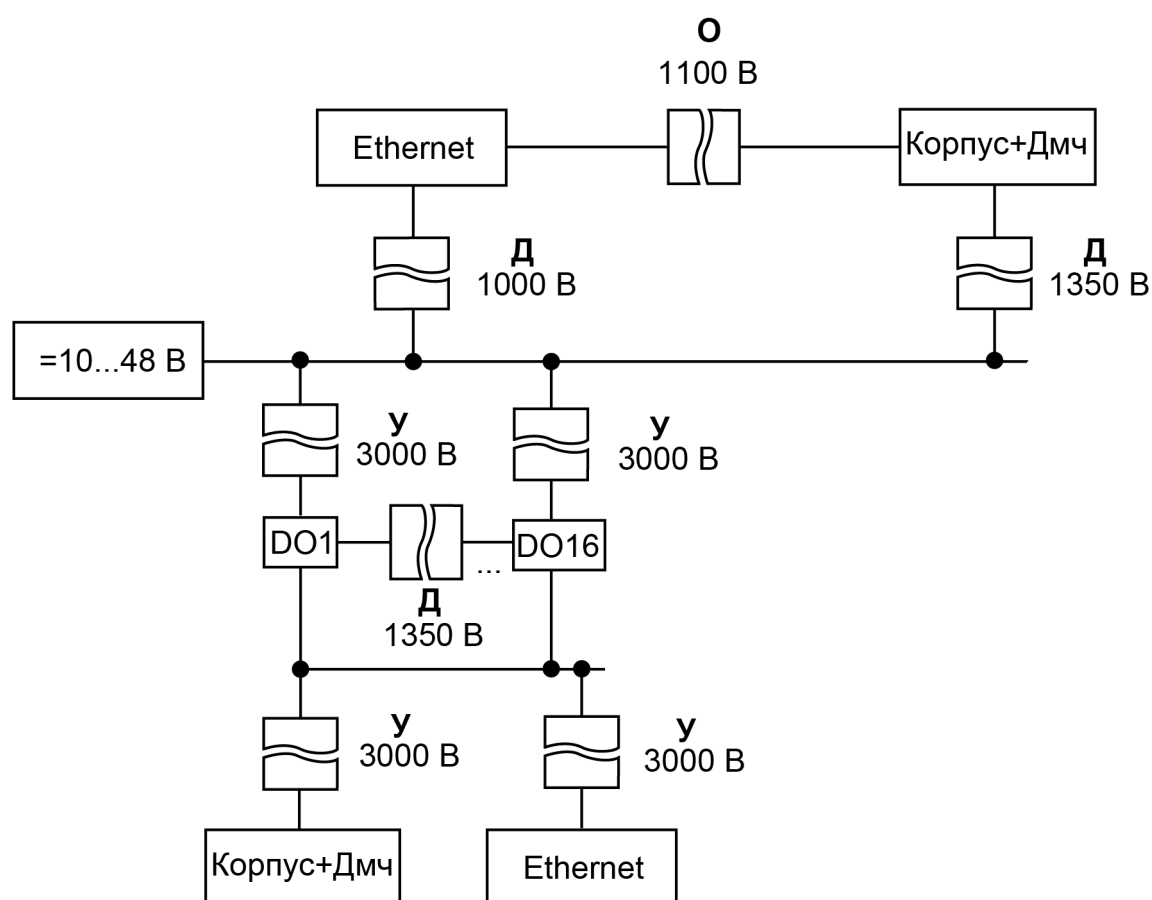 О
1100 В
Ethernet
Корпус+Дмч
Д
1000 В
Д
1350 В
=10...48 В
У
3000 В
У
3000 В
DO1
...
DO16
Д
1350 В
У
3000 В
У
3000 В
Корпус+Дмч
Ethernet